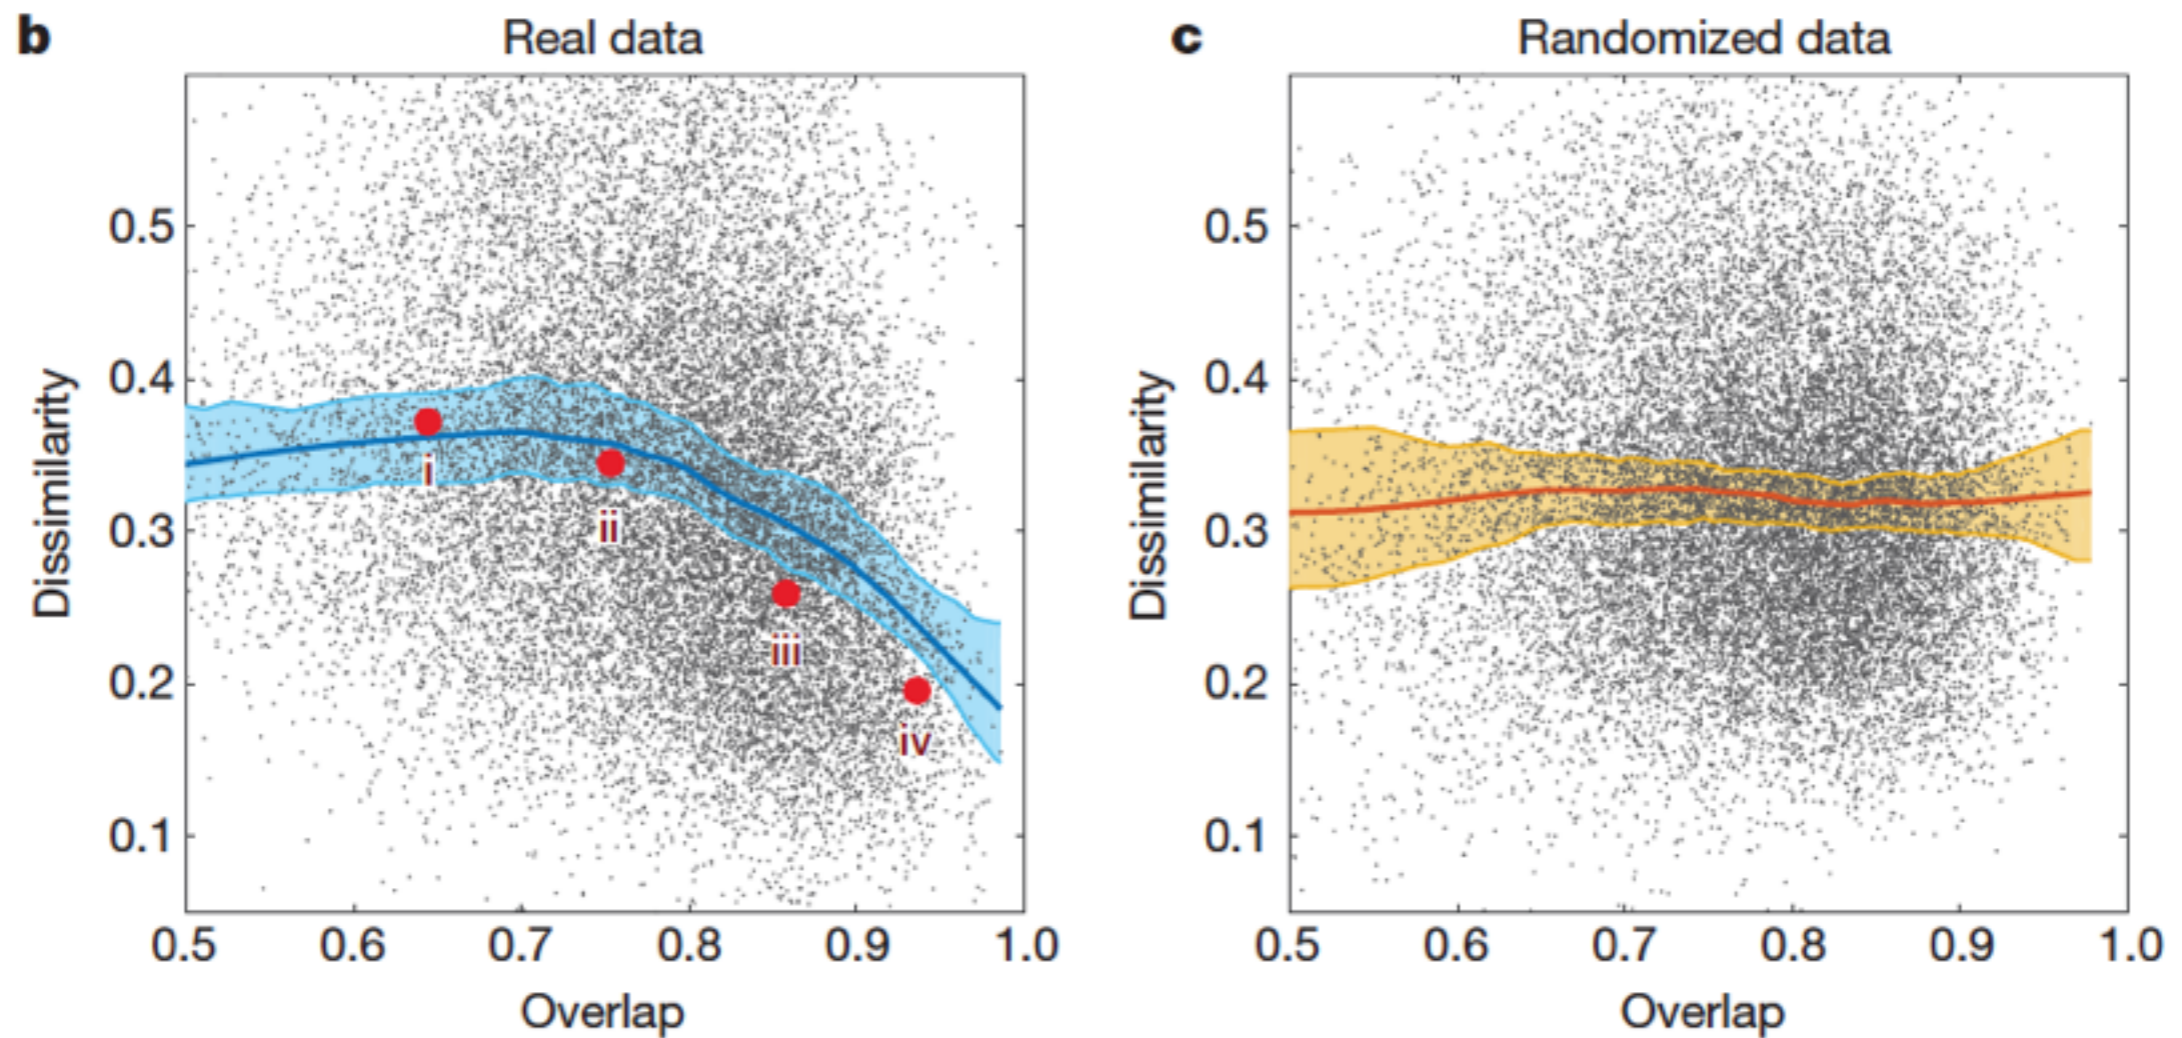 b
Real data
Dissimilarity
0.5
0.4
0.3
0.2
0.1
i
ii
iii
iv
0.5 0.6 0.7 0.8 0.9 1.0
Overlap
c
Randomized data
Dissimilarity
0.5
0.4
0.3
0.2
0.1
0.5 0.6 0.7 0.8 0.9 1.0
Overlap